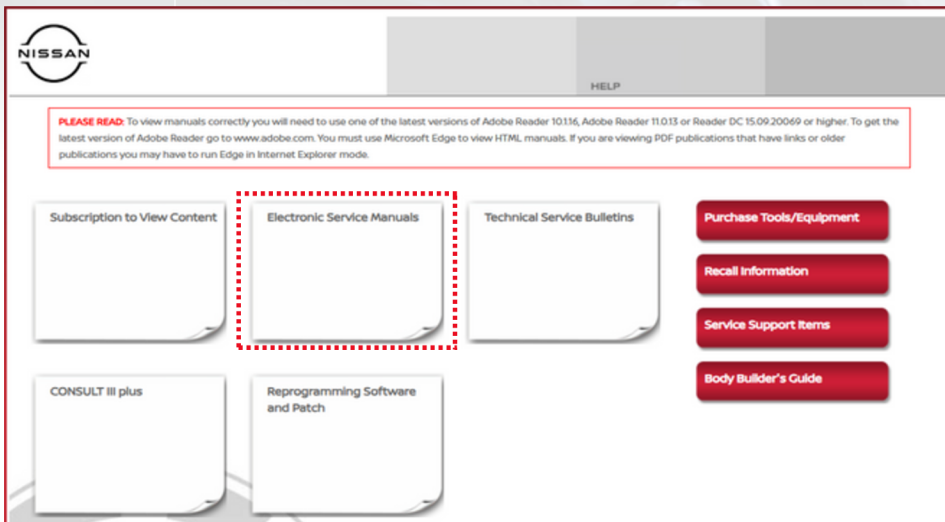 NISSAN
HELP
PLEASE READ: To view manuals correctly you will need to use one of the latest versions of Adobe Reader 10.1.16, Adobe Reader 11.0.13 or Reader DC 15.09.20069 or higher. To get the
latest version of Adobe Reader go to www.adobe.com. You must use Microsoft Edge to view HTML manuals. If you are viewing PDF publications that have links or older
publications you may have to run Edge in Internet Explorer mode.
Subscription to View Content
Electronic Service Manuals
Technical Service Bulletins
Purchase Tools/Equipment
Recall Information
Service Support Items
Body Builder's Guide
CONSULT III plus
Reprogramming Software
and Patch